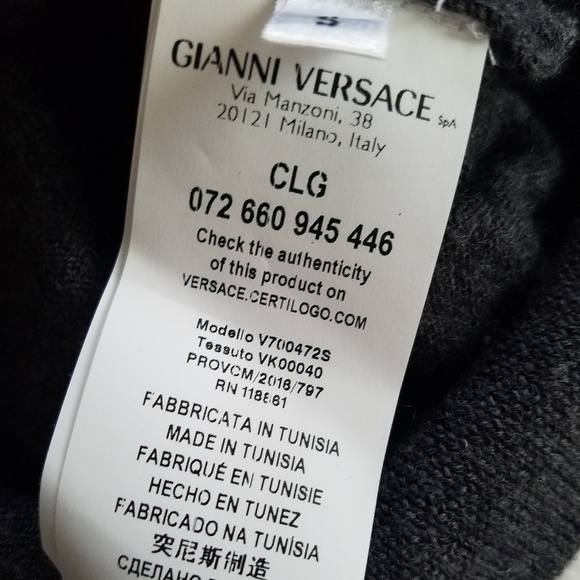 S
GIANNI VERSACE SpA
Via Manzoni, 38
20121 Milano, Italy
CLG
072 660 945 446
Check the authenticity
of this product on
VERSACE.CERTILOGO.COM
Modello V700472S
Tessuto VK00040
PROVCM/2016/797
RN 118661
FABBRICATA IN TUNISIA
MADE IN TUNISIA
FABRIQUÉ EN TUNISIE
HECHO EN TUNEZ
FABRICADO NA TUNÍSIA
突尼斯制造
СДЕЛАНО